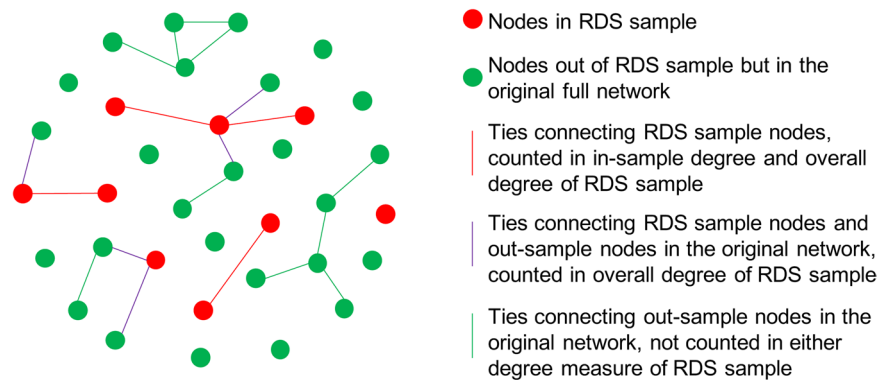 Nodes in RDS sample
Nodes out of RDS sample but in the
original full network
Ties connecting RDS sample nodes,
counted in in-sample degree and overall
degree of RDS sample
Ties connecting RDS sample nodes and
out-sample nodes in the original network,
counted in overall degree of RDS sample
Ties connecting out-sample nodes in the
original network, not counted in either
degree measure of RDS sample